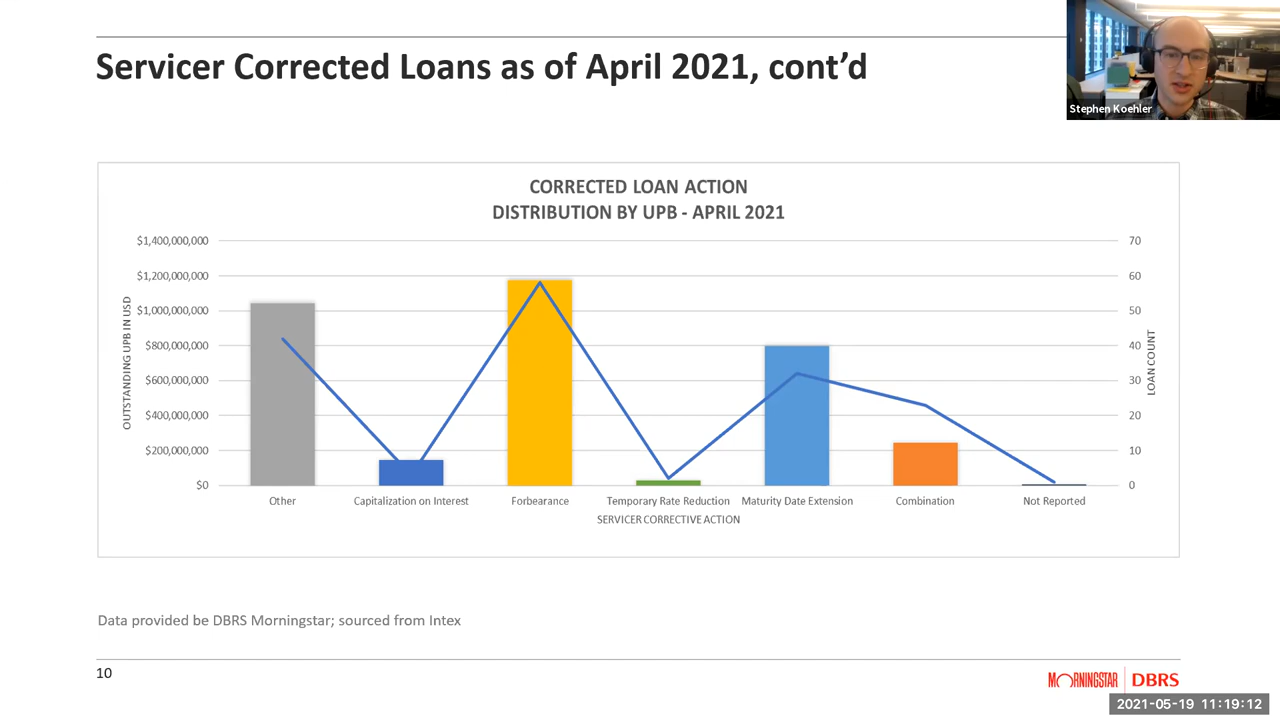 Servicer Corrected Loans as of April 2021, cont’d
Stephen Koehler
CORRECTED LOAN ACTION
DISTRIBUTION BY UPB - APRIL 2021
OUTSTANDING UPB IN USD
$1,400,000,000
$1,200,000,000
$1,000,000,000
$800,000,000
$600,000,000
$400,000,000
$200,000,000
$0
70
60
50
40
30
20
10
0
LOAN COUNT
Other Capitalization on Interest Forbearance Temporary Rate Reduction Maturity Date Extension Combination Not Reported
SERVICER CORRECTIVE ACTION
Data provided be DBRS Morningstar; sourced from Intex
10
MORNINGSTAR DBRS
2021-05-19 11:19:12